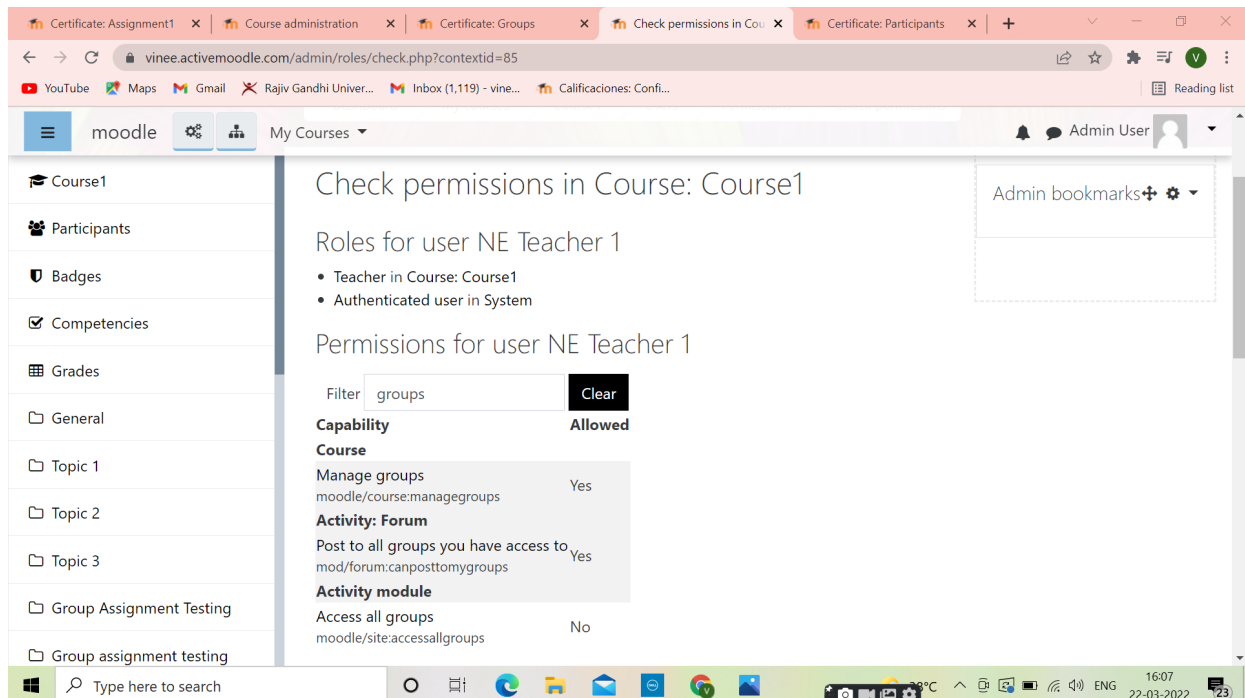 Certificate: Assignment1
Course administration
Certificate: Groups
Check permissions in Cou
Certificate: Participants
vinee.activemoodle.com/admin/roles/check.php?contextid=85
V
YouTube
Maps
Gmail
Rajiv Gandhi Univer...
Inbox (1,119) - vine...
Calificaciones: Confi...
Reading list
moodle
My Courses
Admin User
Course1
Participants
Badges
Competencies
Grades
General
Topic 1
Topic 2
Topic 3
Group Assignment Testing
Group assignment testing
Check permissions in Course: Course1
Roles for user NE Teacher 1
Teacher in Course: Course1
Authenticated user in System
Permissions for user NE Teacher 1
Filter groups Clear
Capability Allowed
Course
Manage groups
moodle/course:managegroups
Yes
Activity: Forum
Post to all groups you have access to
mod/forum:canposttomygroups
Yes
Activity module
Access all groups
moodle/site:accessallgroups
No
Admin bookmarks
Type here to search
ENG
16:07
22-03-2022
23